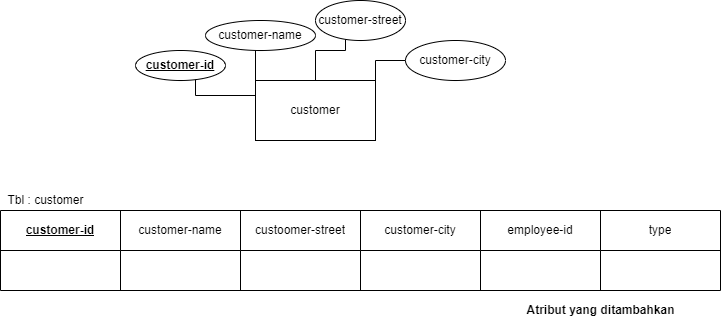 customer-street
customer-name
customer-id
customer-city
customer
Tbl : customer
customer-id customer-name custoomer-street customer-city employee-id type
Atribut yang ditambahkan